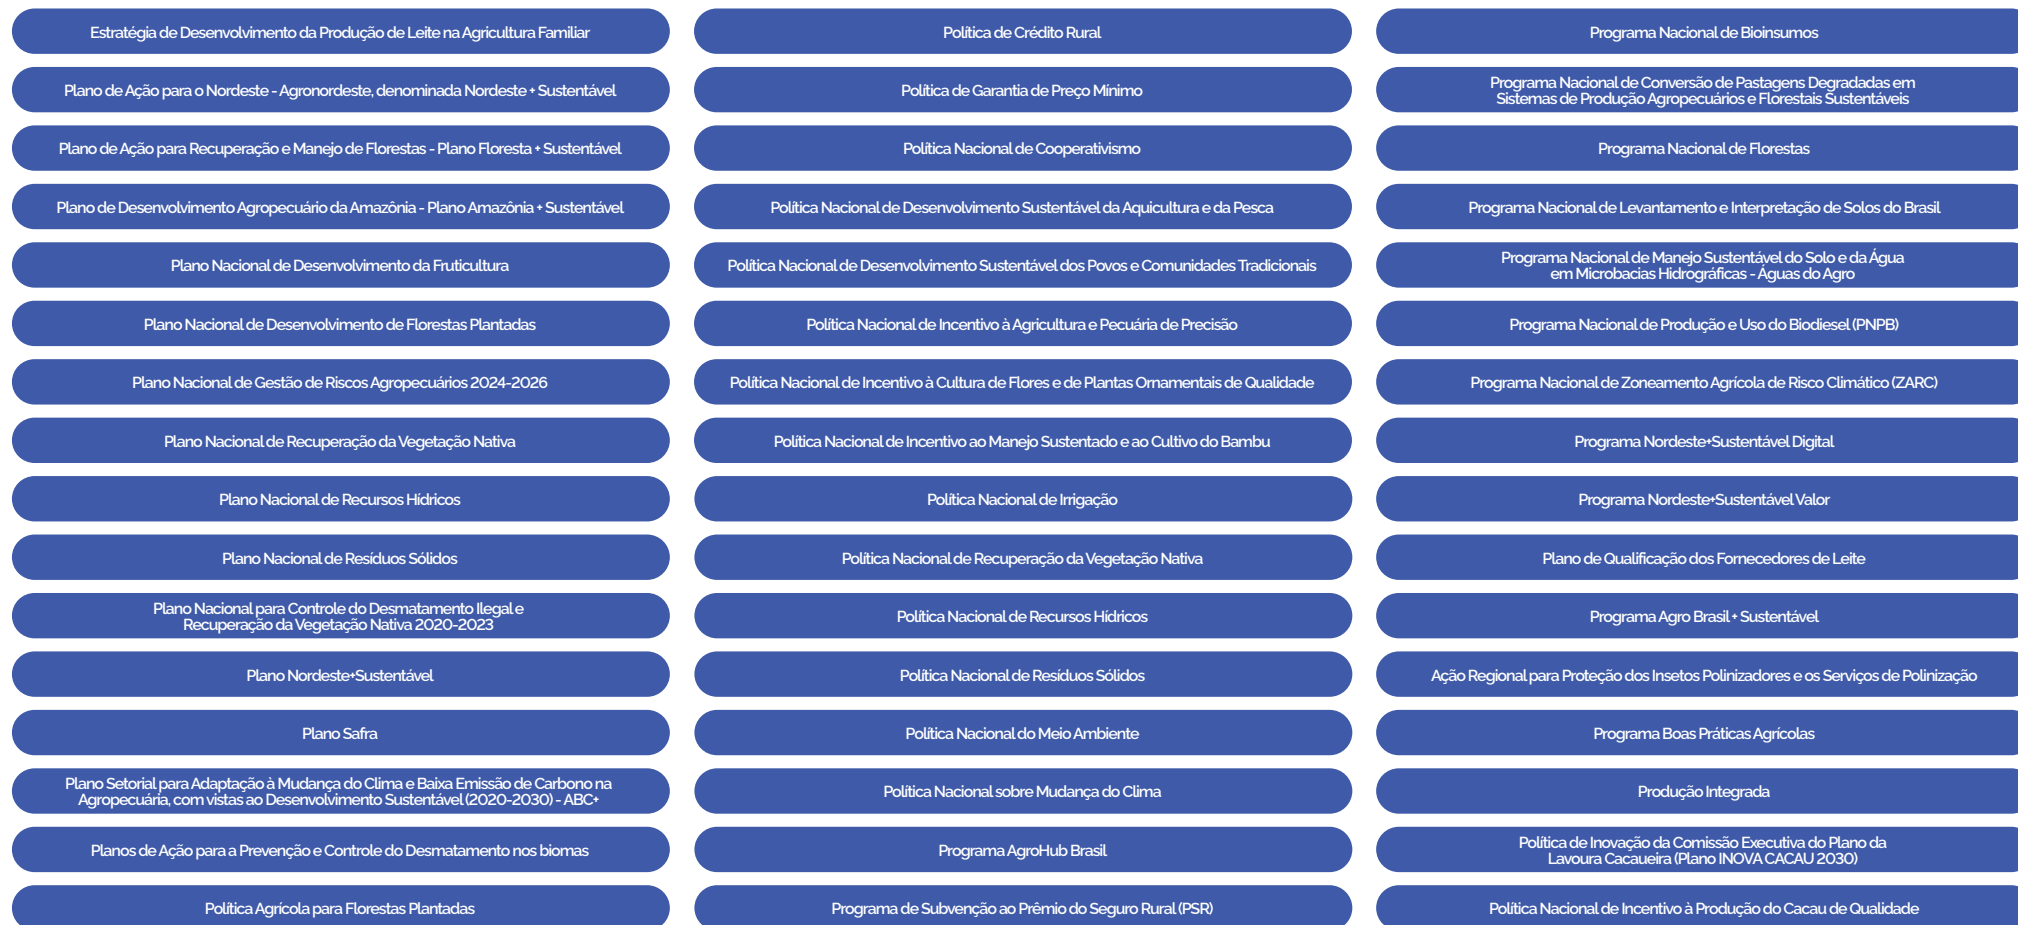 Estratégia de Desenvolvimento da Produção de Leite na Agricultura Familiar
Plano de Ação para o Nordeste - Agronordeste, denominada Nordeste + Sustentável
Plano de Ação para Recuperação e Manejo de Florestas - Plano Floresta + Sustentável
Plano de Desenvolvimento Agropecuário da Amazônia - Plano Amazônia + Sustentável
Plano Nacional de Desenvolvimento da Fruticultura
Plano Nacional de Desenvolvimento de Florestas Plantadas
Plano Nacional de Gestão de Riscos Agropecuários 2024-2026
Plano Nacional de Recuperação da Vegetação Nativa
Plano Nacional de Recursos Hídricos
Plano Nacional de Resíduos Sólidos
Plano Nacional para Controle do Desmatamento Ilegal e
Recuperação da Vegetação Nativa 2020-2023
Plano Nordeste+Sustentável
Plano Safra
Plano Setorial para Adaptação à Mudança do Clima e Baixa Emissão de Carbono na
Agropecuária, com vistas ao Desenvolvimento Sustentável (2020-2030) - ABC+
Planos de Ação para a Prevenção e Controle do Desmatamento nos biomas
Política Agrícola para Florestas Plantadas
Política de Crédito Rural
Política de Garantia de Preço Mínimo
Política Nacional de Cooperativismo
Política Nacional de Desenvolvimento Sustentável da Aquicultura e da Pesca
Política Nacional de Desenvolvimento Sustentável dos Povos e Comunidades Tradicionais
Política Nacional de Incentivo à Agricultura e Pecuária de Precisão
Política Nacional de Incentivo à Cultura de Flores e de Plantas Ornamentais de Qualidade
Política Nacional de Incentivo ao Manejo Sustentado e ao Cultivo do Bambu
Política Nacional de Irrigação
Política Nacional de Recuperação da Vegetação Nativa
Política Nacional de Recursos Hídricos
Política Nacional de Resíduos Sólidos
Política Nacional do Meio Ambiente
Política Nacional sobre Mudança do Clima
Programa AgroHub Brasil
Programa de Subvenção ao Prêmio do Seguro Rural (PSR)
Programa Nacional de Bioinsumos
Programa Nacional de Conversão de Pastagens Degradadas em
Sistemas de Produção Agropecuários e Florestais Sustentáveis
Programa Nacional de Florestas
Programa Nacional de Levantamento e Interpretação de Solos do Brasil
Programa Nacional de Manejo Sustentável do Solo e da Água
em Microbacias Hidrográficas - Águas do Agro
Programa Nacional de Produção e Uso do Biodiesel (PNPB)
Programa Nacional de Zoneamento Agrícola de Risco Climático (ZARC)
Programa Nordeste+Sustentável Digital
Programa Nordeste+Sustentável Valor
Plano de Qualificação dos Fornecedores de Leite
Programa Agro Brasil + Sustentável
Ação Regional para Proteção dos Insetos Polinizadores e os Serviços de Polinização
Programa Boas Práticas Agrícolas
Produção Integrada
Política de Inovação da Comissão Executiva do Plano da
Lavoura Cacaueira (Plano INOVA CACAU 2030)
Política Nacional de Incentivo à Produção do Cacau de Qualidade